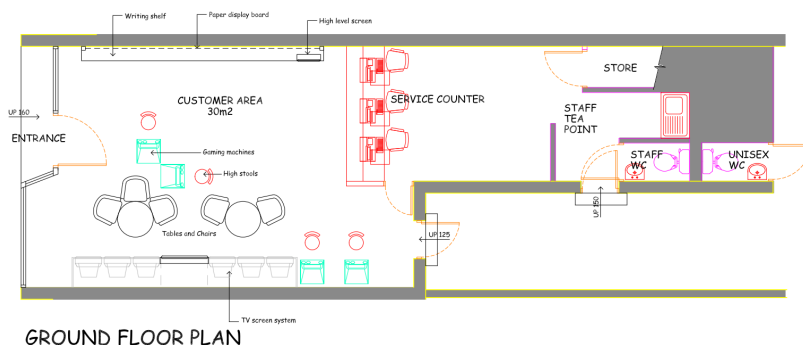 Writing shelf
Paper display board
High level screen
STORE
CUSTOMER AREA
30m2
SERVICE COUNTER
UP 160
STAFF
TEA
POINT
ENTRANCE
Gaming machines
STAFF
WC
UNISEX
WC
High stools
UP 150
Tables and Chairs
UP 125
TV screen system
GROUND FLOOR PLAN